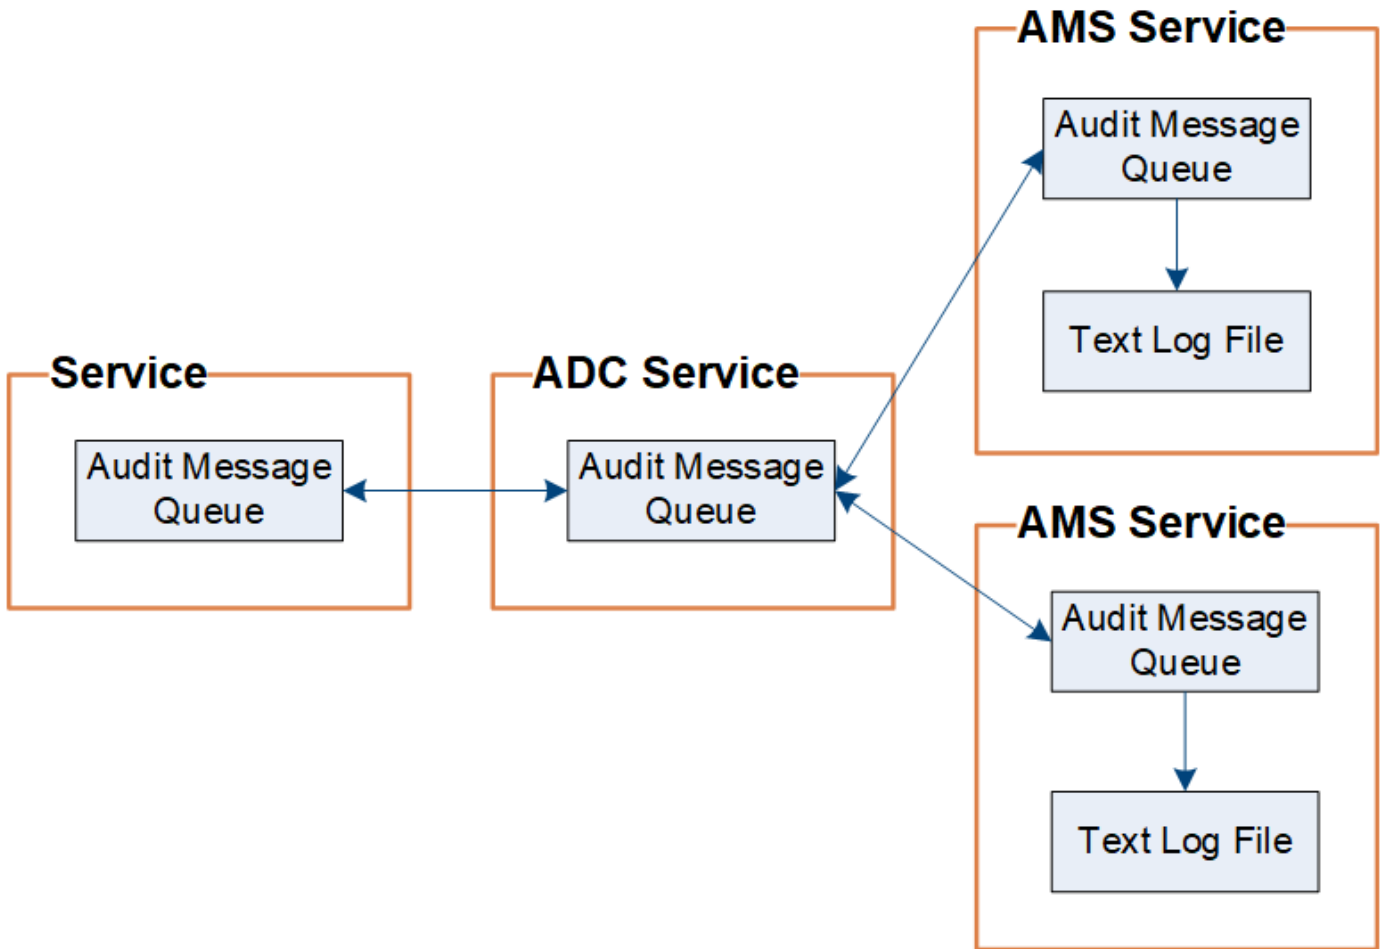 AMS Service
Audit Message
Queue
Text Log File
Service
Audit Message
Queue
ADC Service
Audit Message
Queue
AMS Service
Audit Message
Queue
Text Log File